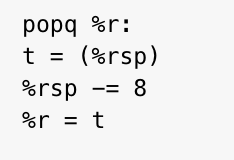 popq %r:
t = (%rsp)
%rsp -= 8
%r = t